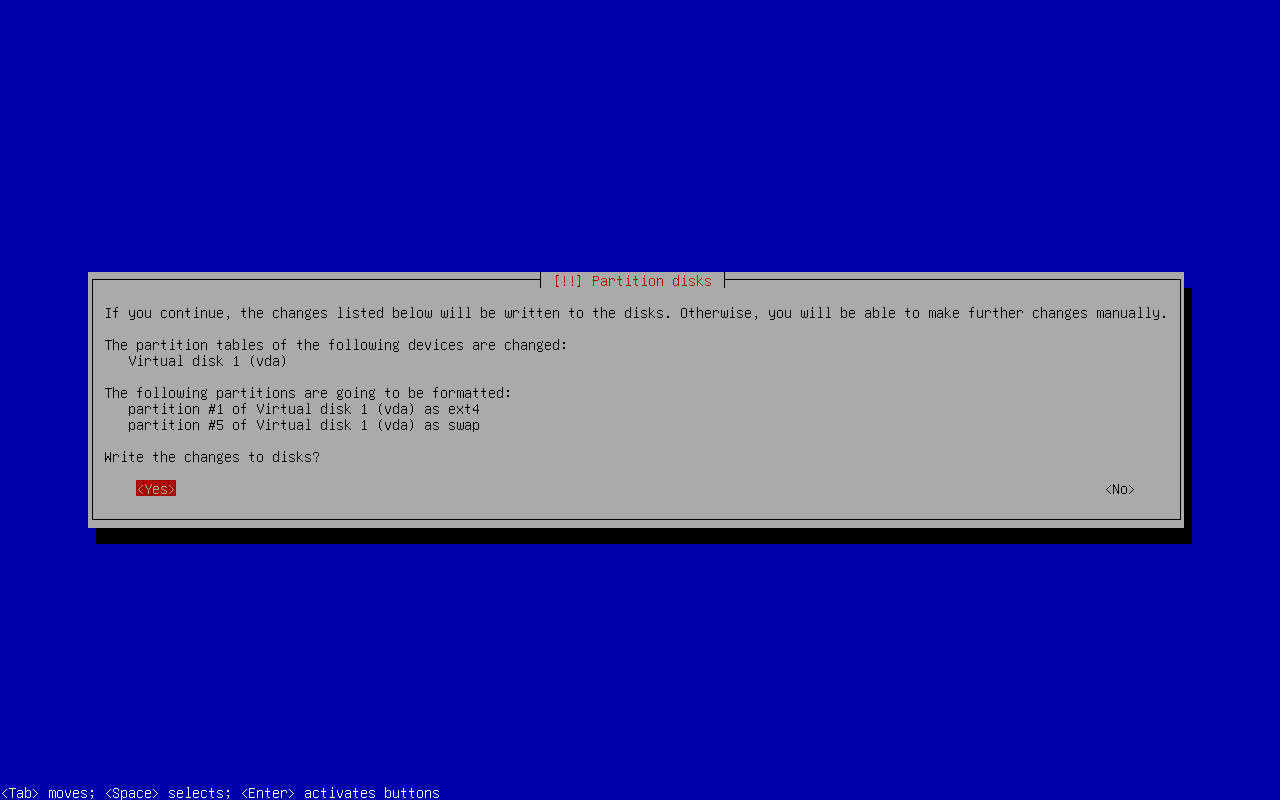 [!!] Partition disks
If you continue, the changes listed below will be written to the disks. Otherwise, you will be able to make further changes manually.
The partition tables of the following devices are changed:
Virtual disk 1 (vda)
The following partitions are going to be formatted:
partition #1 of Virtual disk 1 (vda) as ext4
partition #5 of Virtual disk 1 (vda) as swap
Write the changes to disks?
<Yes> <No>
<Tab> moves; <Space> selects; <Enter> activates buttons